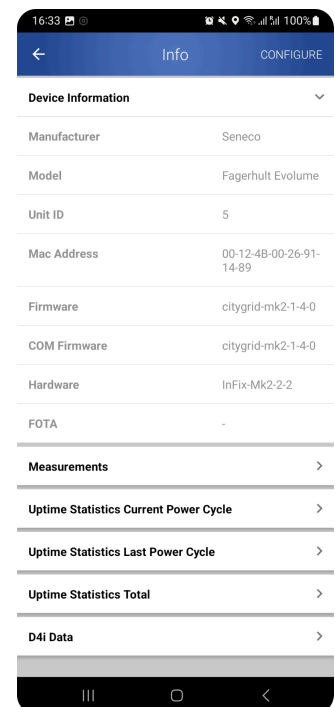 16:33 100%
Info CONFIGURE
Device Information
Manufacturer Seneco
Model Fagerhult Evolume
Unit ID 5
Mac Address 00-12-4B-00-26-91-
14-89
Firmware citygrid-mk2-1-4-0
COM Firmware citygrid-mk2-1-4-0
Hardware InFix-Mk2-2-2
FOTA -
Measurements
Uptime Statistics Current Power Cycle
Uptime Statistics Last Power Cycle
Uptime Statistics Total
D4i Data